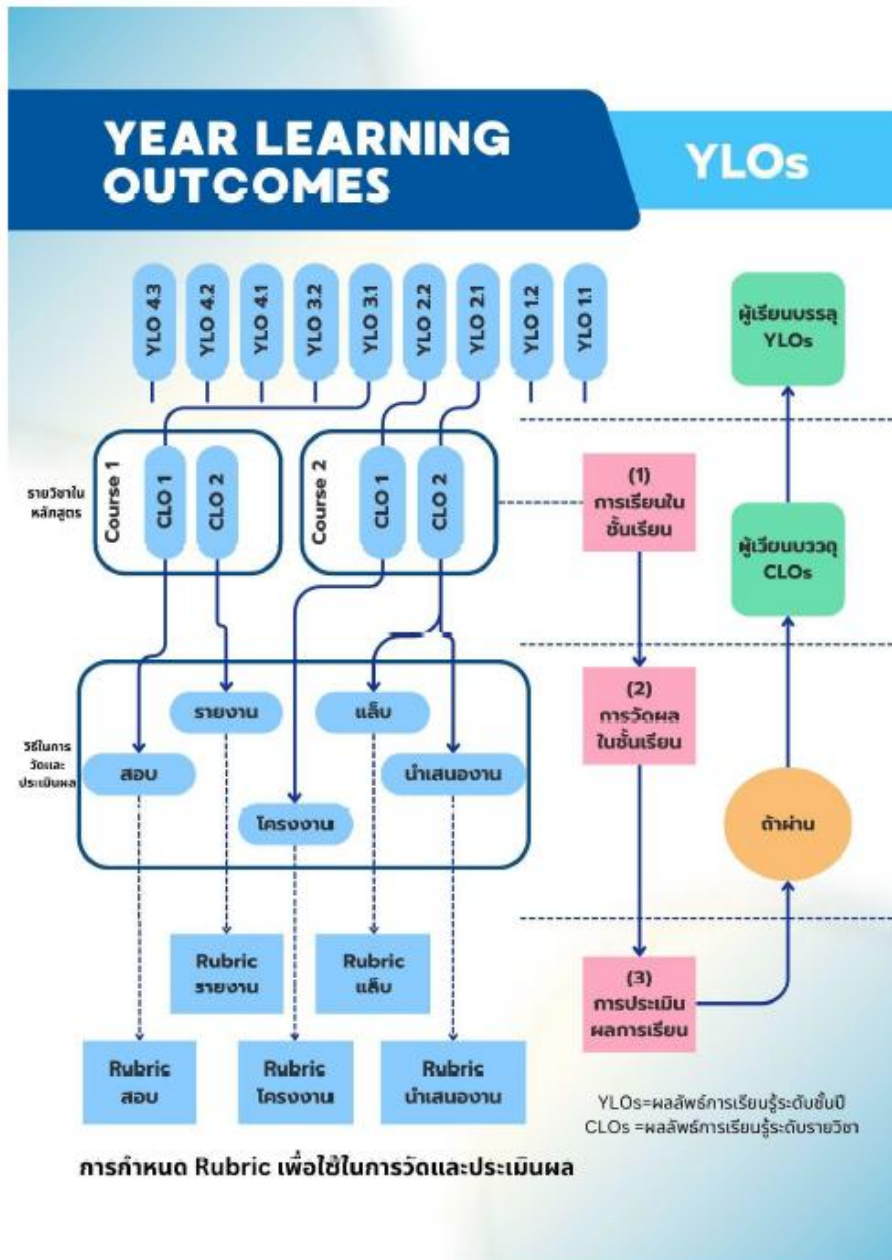 YEAR LEARNING
OUTCOMES
YLOs
YLO 4.3
YLO 4.2
YLO 4.1
YLO 3.2
YLO 3.1
YLO 2.2
YLO 2.1
YLO 1.2
YLO 1.1
ผู้เรียนบรรลุ
YLOs
รายวิชาใน
หลักสูตร
Course 1
CLO 1
CLO 2
Course 2
CLO 1
CLO 2
(1)
การเรียนใน
ชั้นเรียน
ผู้เวียนบววดุ
CLOs
วิธีในการ
วัดและ
ประเมินผล
รายงาน
แล็บ
สอบ
นำเสนองาน
โครงงาน
(2)
การวัดผล
ในชั้นเรียน
ถ้าผ่าน
Rubric
รายงาน
Rubric
แล็บ
(3)
การประเมิน
ผลการเรียน
Rubric
สอบ
Rubric
โครงงาน
Rubric
นำเสนองาน
YLOs=ผลลัพธ์การเรียนรู้ระดับชั้นปี
CLOs =ผลลัพธ์การเรียนรู้ระดับรายวิชา
การกำหนด Rubric เพื่อใช้ในการวัดและประเมินผล